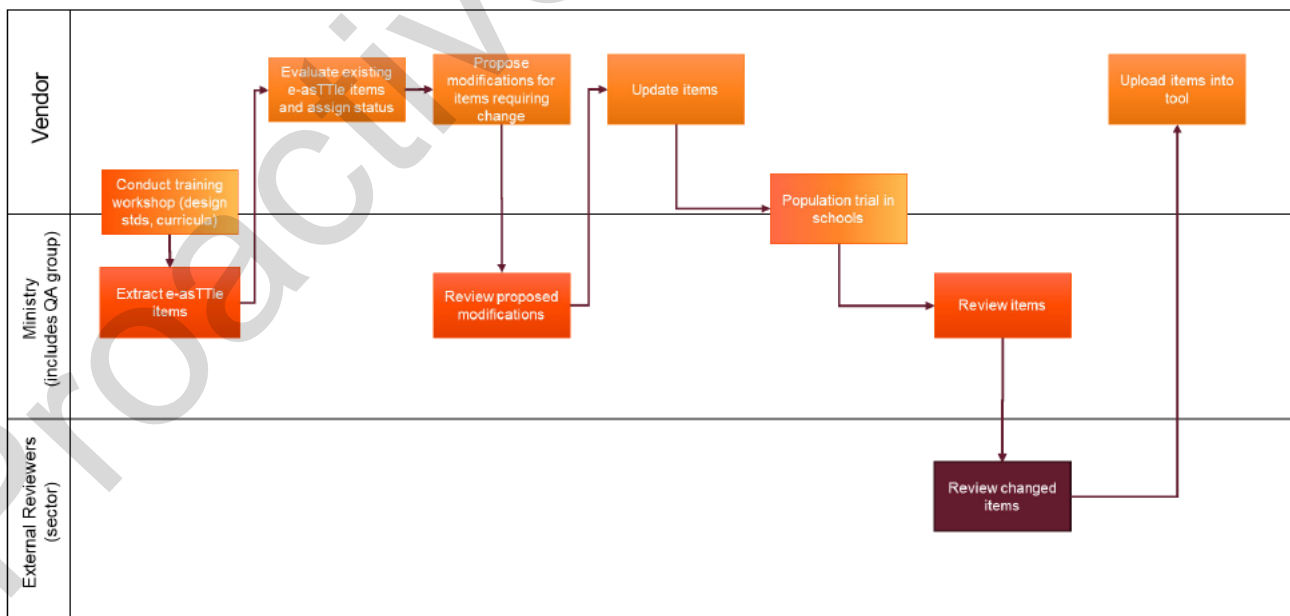 Vendor
Evaluate existing
e-asTTle items
and assign status
Propose
modifications for
items requiring
change
Update items
Upload items into
tool
Conduct training
workshop (design
stds, curricula)
Population trial in
schools
Ministry
(includes QA group)
Extract e-asTTle
items
Review proposed
modifications
Review items
External Reviewers
(sector)
Review changed
items
Proactive